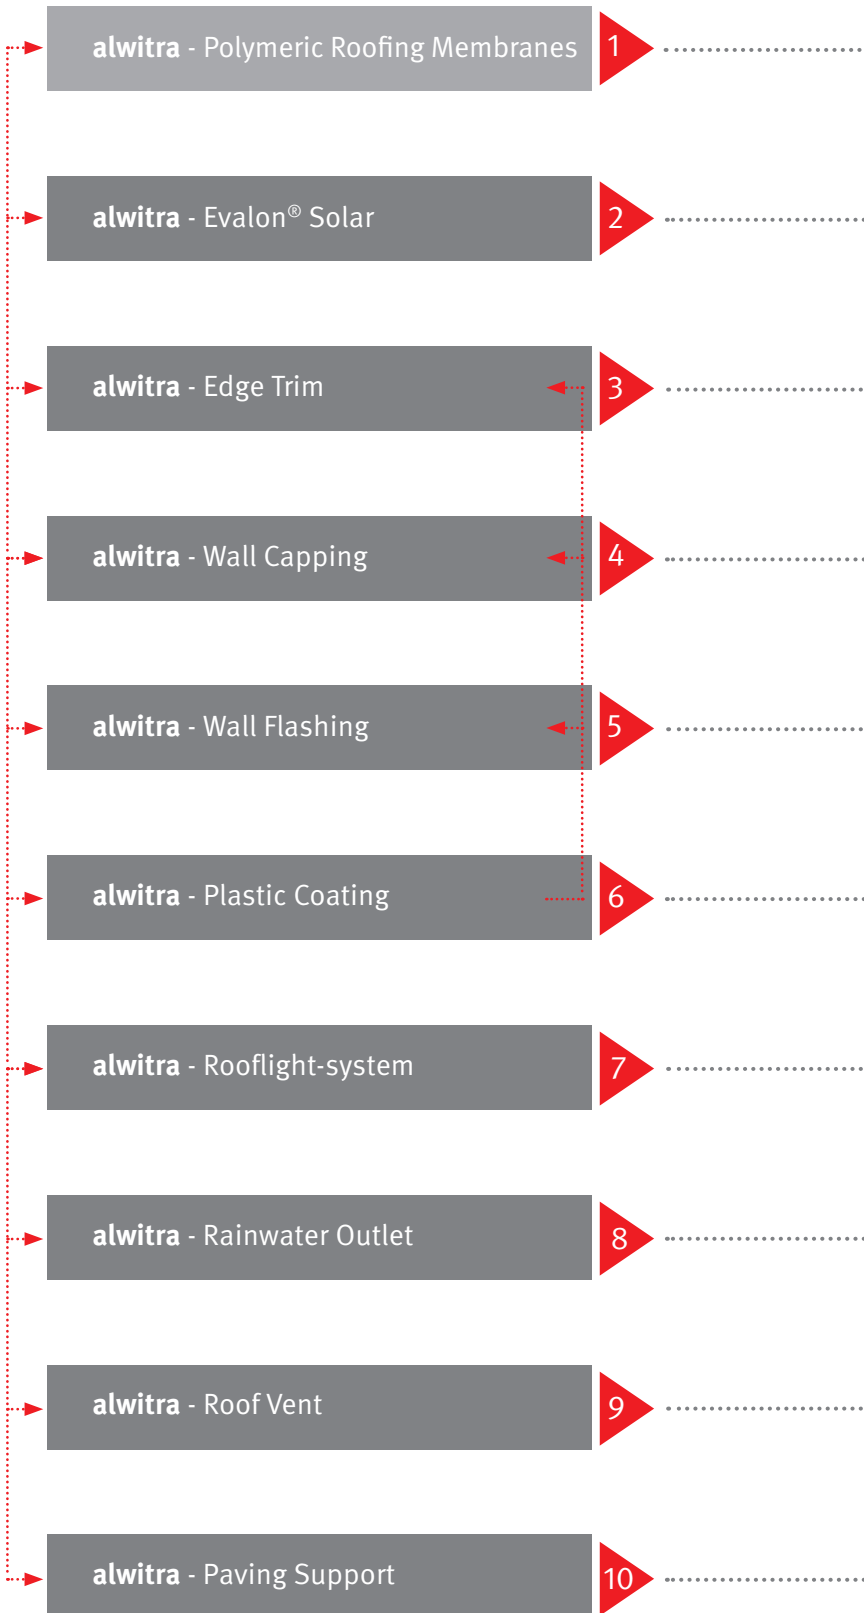 alwitra - Polymeric Roofing Membranes 1
alwitra - Evalon® Solar 2
alwitra - Edge Trim 3
alwitra - Wall Capping 4
alwitra - Wall Flashing 5
alwitra - Plastic Coating 6
alwitra - Rooflight-system 7
alwitra - Rainwater Outlet 8
alwitra - Roof Vent 9
alwitra - Paving Support 10